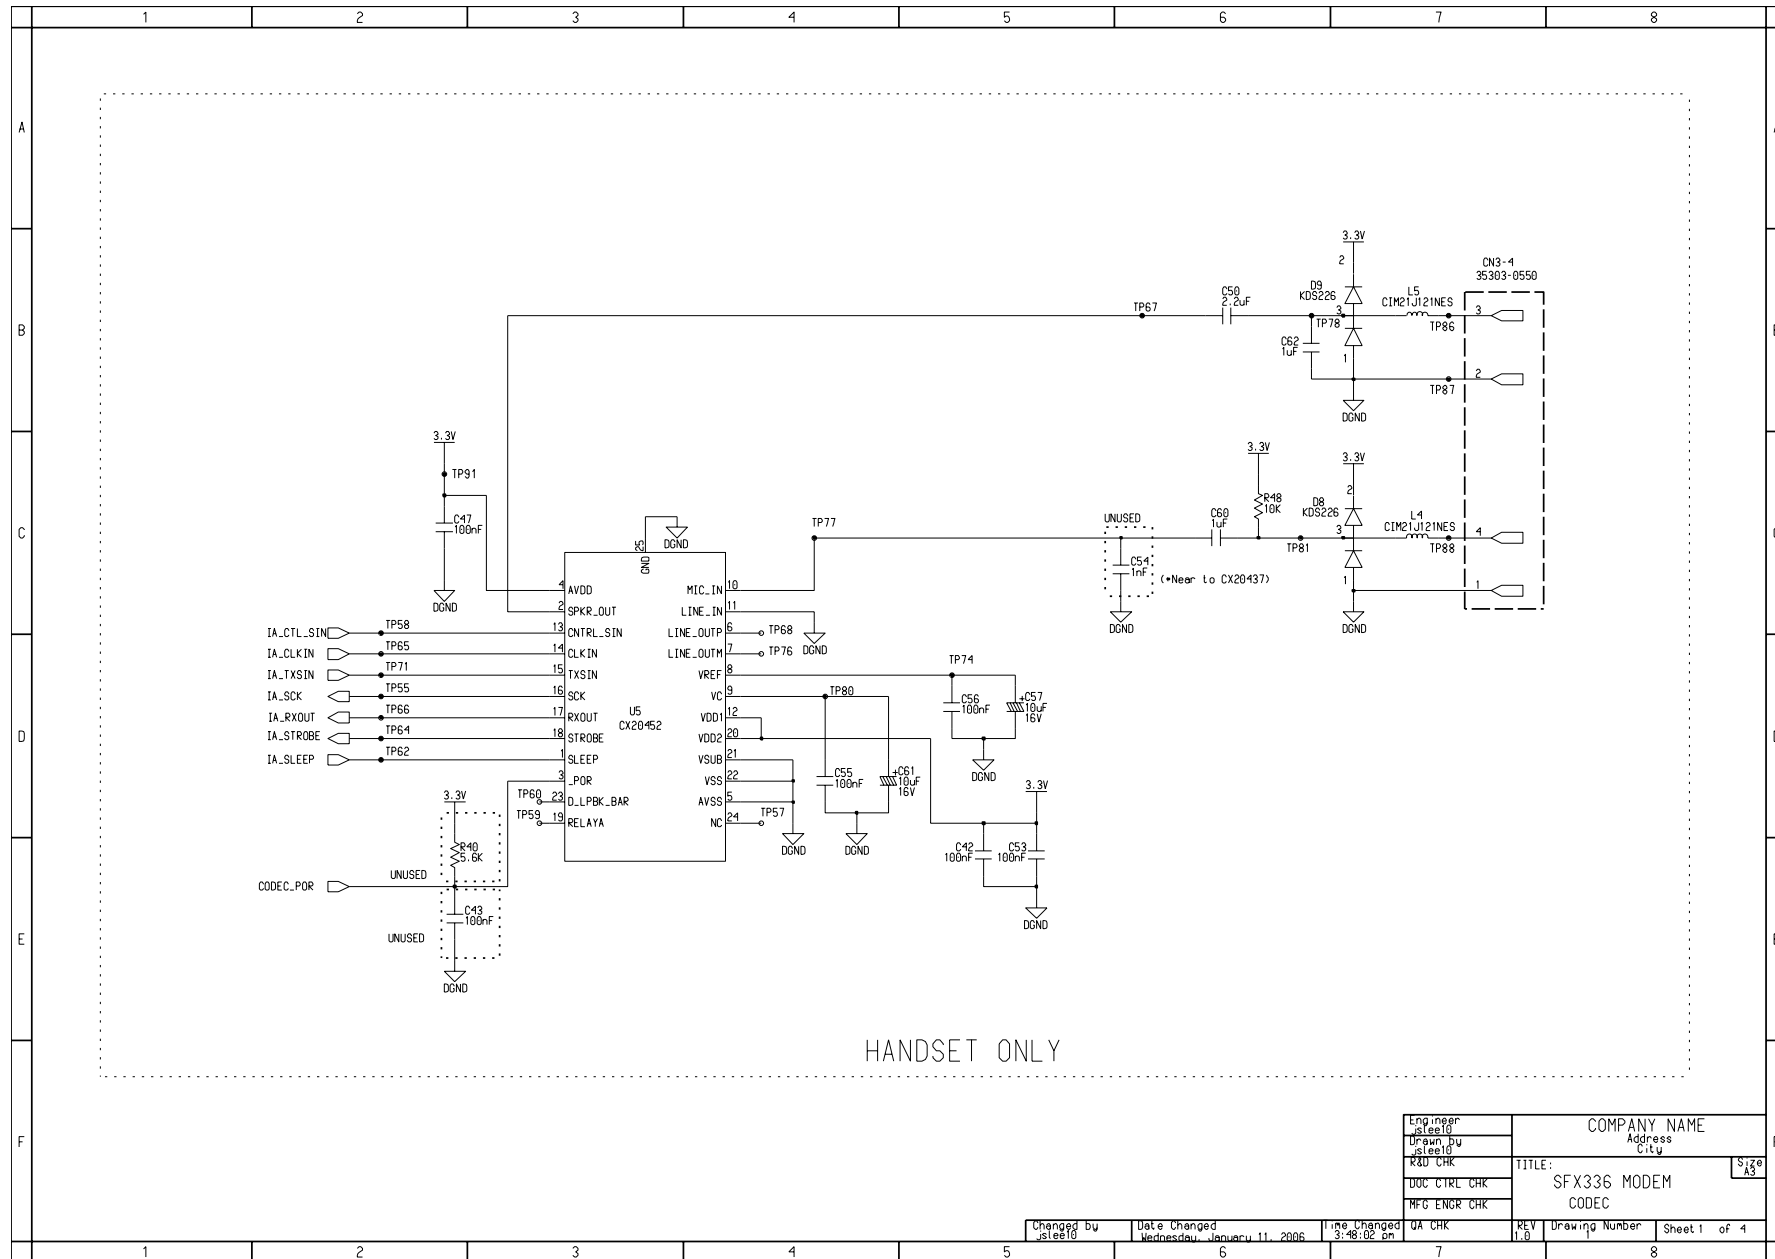 1 2 3 4 5 6 7 8
A
B
C
D
E
F
3.3V
2
CN3-4
35303-0550
D9
KDS226
L5
CIM21J121NES
C50
2.2uF
TP67
3
TP78
TP86
3
C62
1uF
1
TP87
2
DGND
3.3V
TP91
C47
100nF
DGND
3.3V
R48
10K
3.3V
2
D8
KDS226
L4
CIM21J121NES
UNUSED
C60
1uF
TP77
TP81
3
TP88
4
C54
1nF
(*Near to CX20437)
1
1
DGND
DGND
25
GND
DGND
4 AVDD
2 SPKR_OUT
13 CNTRL_SIN
14 CLKIN
15 TXSIN
16 SCK
17 RXOUT
18 STROBE
1 SLEEP
3 _POR
TP60 23 D_LPBK_BAR
TP59 19 RELAYA
U5
CX20452
MIC_IN 10
LINE_IN 11
LINE_OUTP 6 TP68
LINE_OUTM 7 TP76
VREF 8
VC 9
VDD1 12
VDD2 20
VSUB 21
VSS 22
AVSS 5
NC 24 TP57
DGND
IA_CTL_SIN TP58
IA_CLKIN TP65
IA_TXSIN TP71
IA_SCK TP55
IA_RXOUT TP66
IA_STROBE TP64
IA_SLEEP TP62
TP74
C56
100nF
+C57
10uF
16V
DGND
TP80
C55
100nF
+C61
10uF
16V
DGND
DGND
3.3V
C42
100nF
C53
100nF
DGND
3.3V
R40
5.6K
UNUSED
CODEC_POR
C43
100nF
UNUSED
DGND
HANDSET ONLY
Engineer
jslee10
Drawn by
jslee10
R&D CHK
DOC CTRL CHK
MFG ENGR CHK
QA CHK
COMPANY NAME
Address
City
TITLE:
SFX336 MODEM
CODEC
Size
A3
Changed by
jslee10
Date Changed
Wednesday, January 11, 2006
Time Changed
3:48:02 pm
REV
1.0
Drawing Number
1
Sheet 1 of 4
1 2 3 4 5 6 7 8